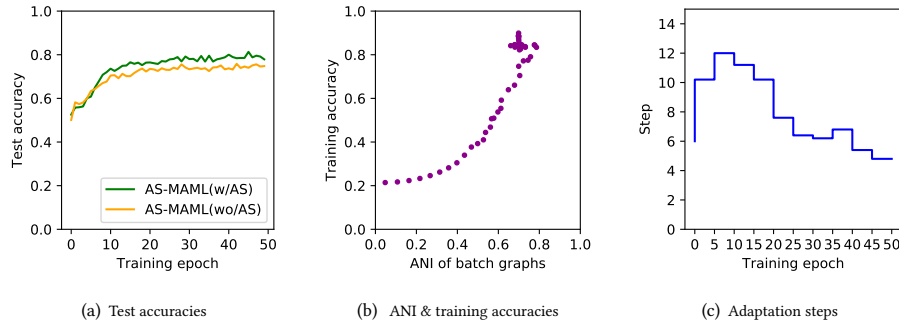 1.0
0.8
0.6
0.4
0.2
0.0
Test accuracy
AS-MAML(w/AS)
AS-MAML(wo/AS)
0 10 20 30 40 50
Training epoch
(a) Test accuracies
1.0
0.8
0.6
0.4
0.2
0.0
Training accuracy
0.0 0.2 0.4 0.6 0.8 1.0
ANI of batch graphs
(b) ANI & training accuracies
14
12
10
8
6
4
2
0
Step
0 5 10 15 20 25 30 35 40 45 50
Training epoch
(c) Adaptation steps